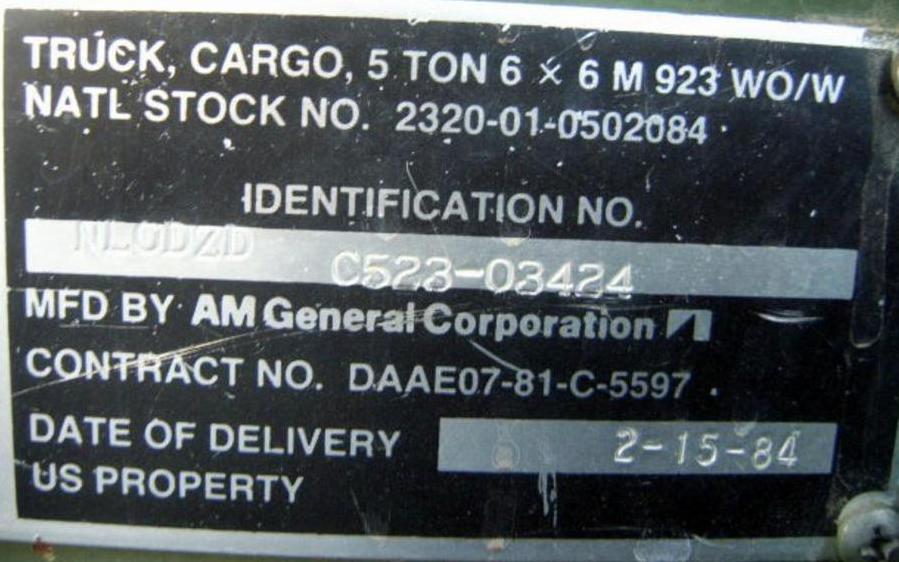 TRUCK, CARGO, 5 TON 6 × 6 M 923 WO/W
NATL STOCK NO. 2320-01-0502084
IDENTIFICATION NO.
NLGDZD C523-03424
MFD BY AM General Corporation
CONTRACT NO. DAAE07-81-C-5597
DATE OF DELIVERY 2-15-84
US PROPERTY